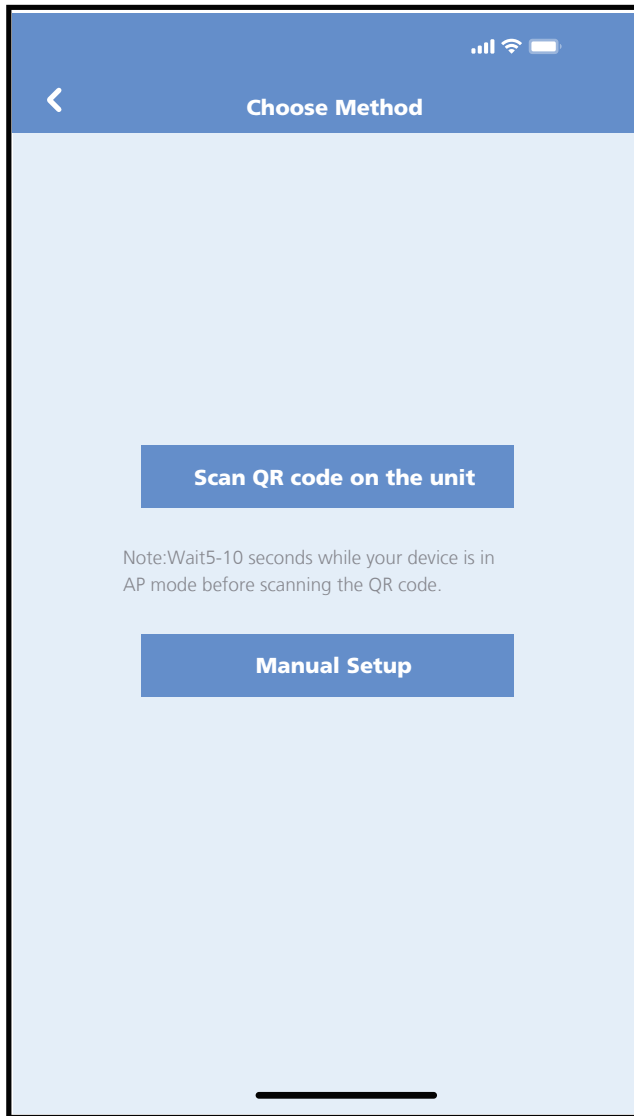 Choose Method
Scan QR code on the unit
Note:Wait5-10 seconds while your device is in
AP mode before scanning the QR code.
Manual Setup